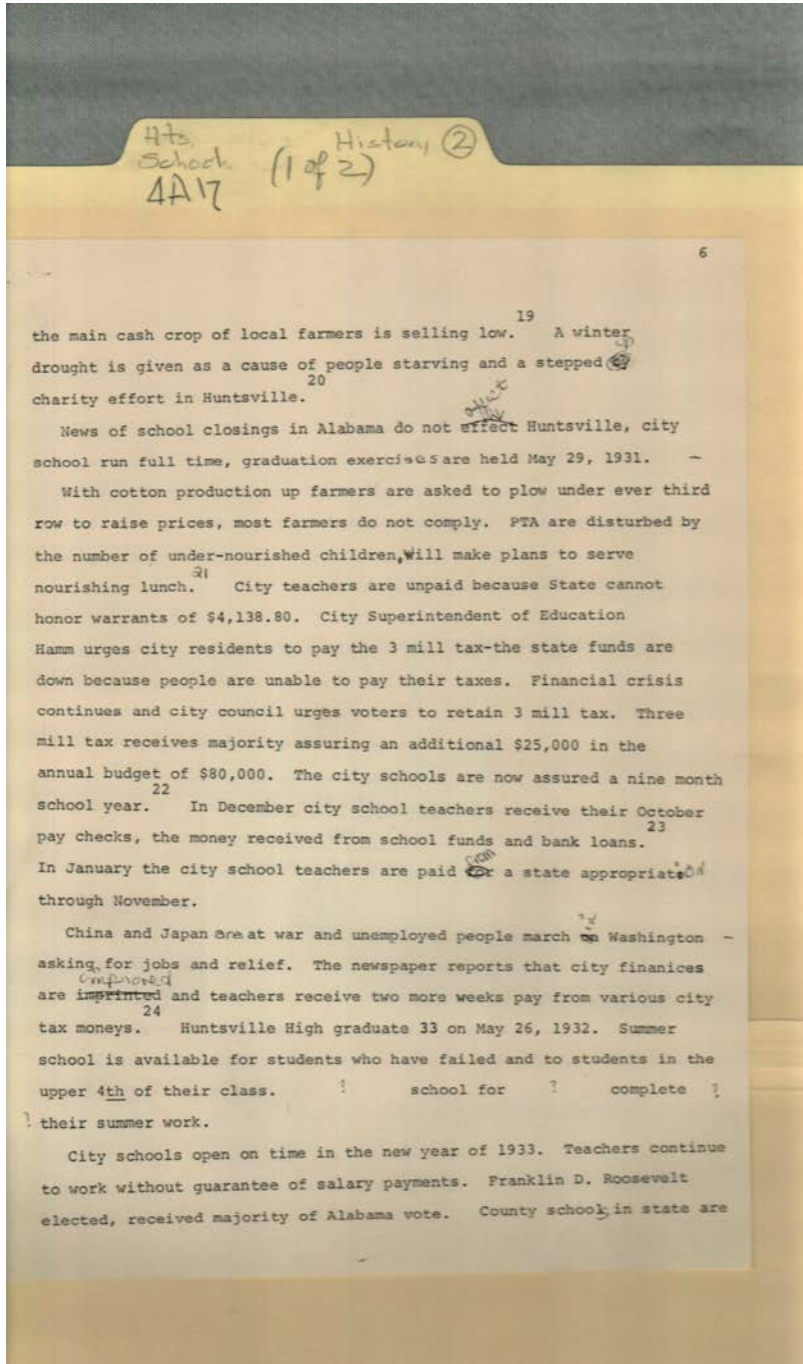 Hts. History ②
School (1 of 2)
4A17
6
the main cash crop of local farmers is selling low. 19 A winter
drought is given as a cause of people starving and a stepped up
charity effort in Huntsville. 20
News of school closings in Alabama do not effect Huntsville, city
school run full time, graduation exercises are held May 29, 1931. —
With cotton production up farmers are asked to plow under ever third
row to raise prices, most farmers do not comply. PTA are disturbed by
the number of under-nourished children, Will make plans to serve
nourishing lunch. 21 City teachers are unpaid because State cannot
honor warrants of $4,138.80. City Superintendent of Education
Hamm urges city residents to pay the 3 mill tax-the state funds are
down because people are unable to pay their taxes. Financial crisis
continues and city council urges voters to retain 3 mill tax. Three
mill tax receives majority assuring an additional $25,000 in the
annual budget of $80,000. The city schools are now assured a nine month
school year. 22 In December city school teachers receive their October
pay checks, the money received from school funds and bank loans. 23
In January the city school teachers are paid from a state appropriation
through November.
China and Japan are at war and unemployed people march Washington —
asking for jobs and relief. The newspaper reports that city finanices
improved
are imprinted and teachers receive two more weeks pay from various city
tax moneys. 24 Huntsville High graduate 33 on May 26, 1932. Summer
school is available for students who have failed and to students in the
upper 4th of their class. ? school for ? complete ?
? their summer work.
City schools open on time in the new year of 1933. Teachers continue
to work without guarantee of salary payments. Franklin D. Roosevelt
elected, received majority of Alabama vote. County schools in state are